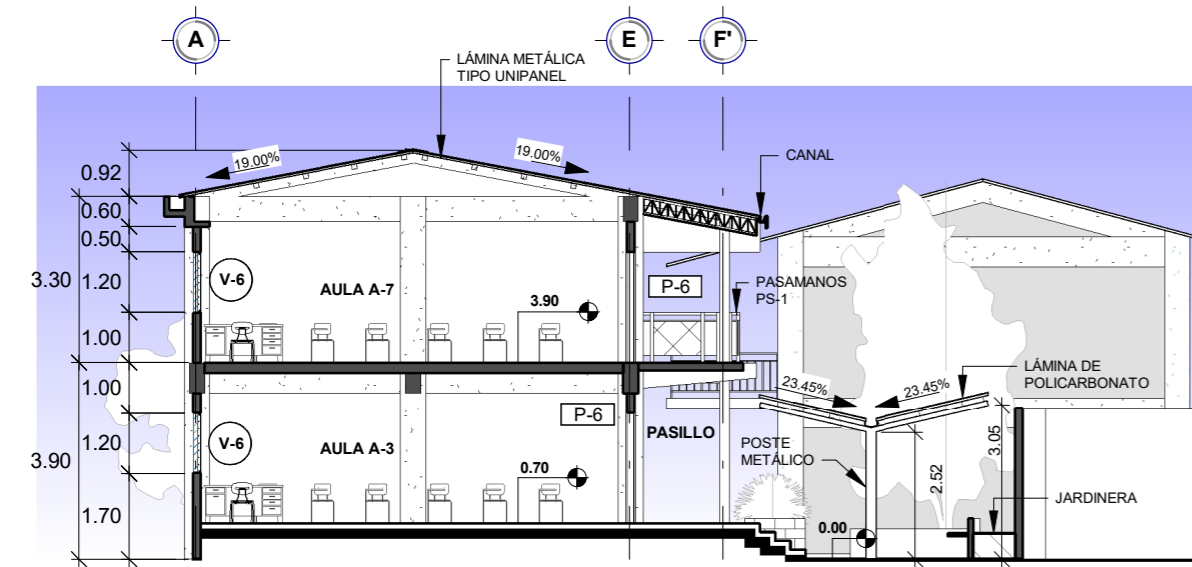 A
E
F'
LÁMINA METÁLICA
TIPO UNIPANEL
19.00%
19.00%
CANAL
0.92
0.60
0.50
3.30
1.20
V-6
AULA A-7
3.90
P-6
PASAMANOS
PS-1
1.00
1.00
23.45%
23.45%
LÁMINA DE
POLICARBONATO
P-6
PASILLO
3.90
1.20
V-6
AULA A-3
0.70
POSTE
METÁLICO
2.52
3.05
JARDINERA
1.70
0.00